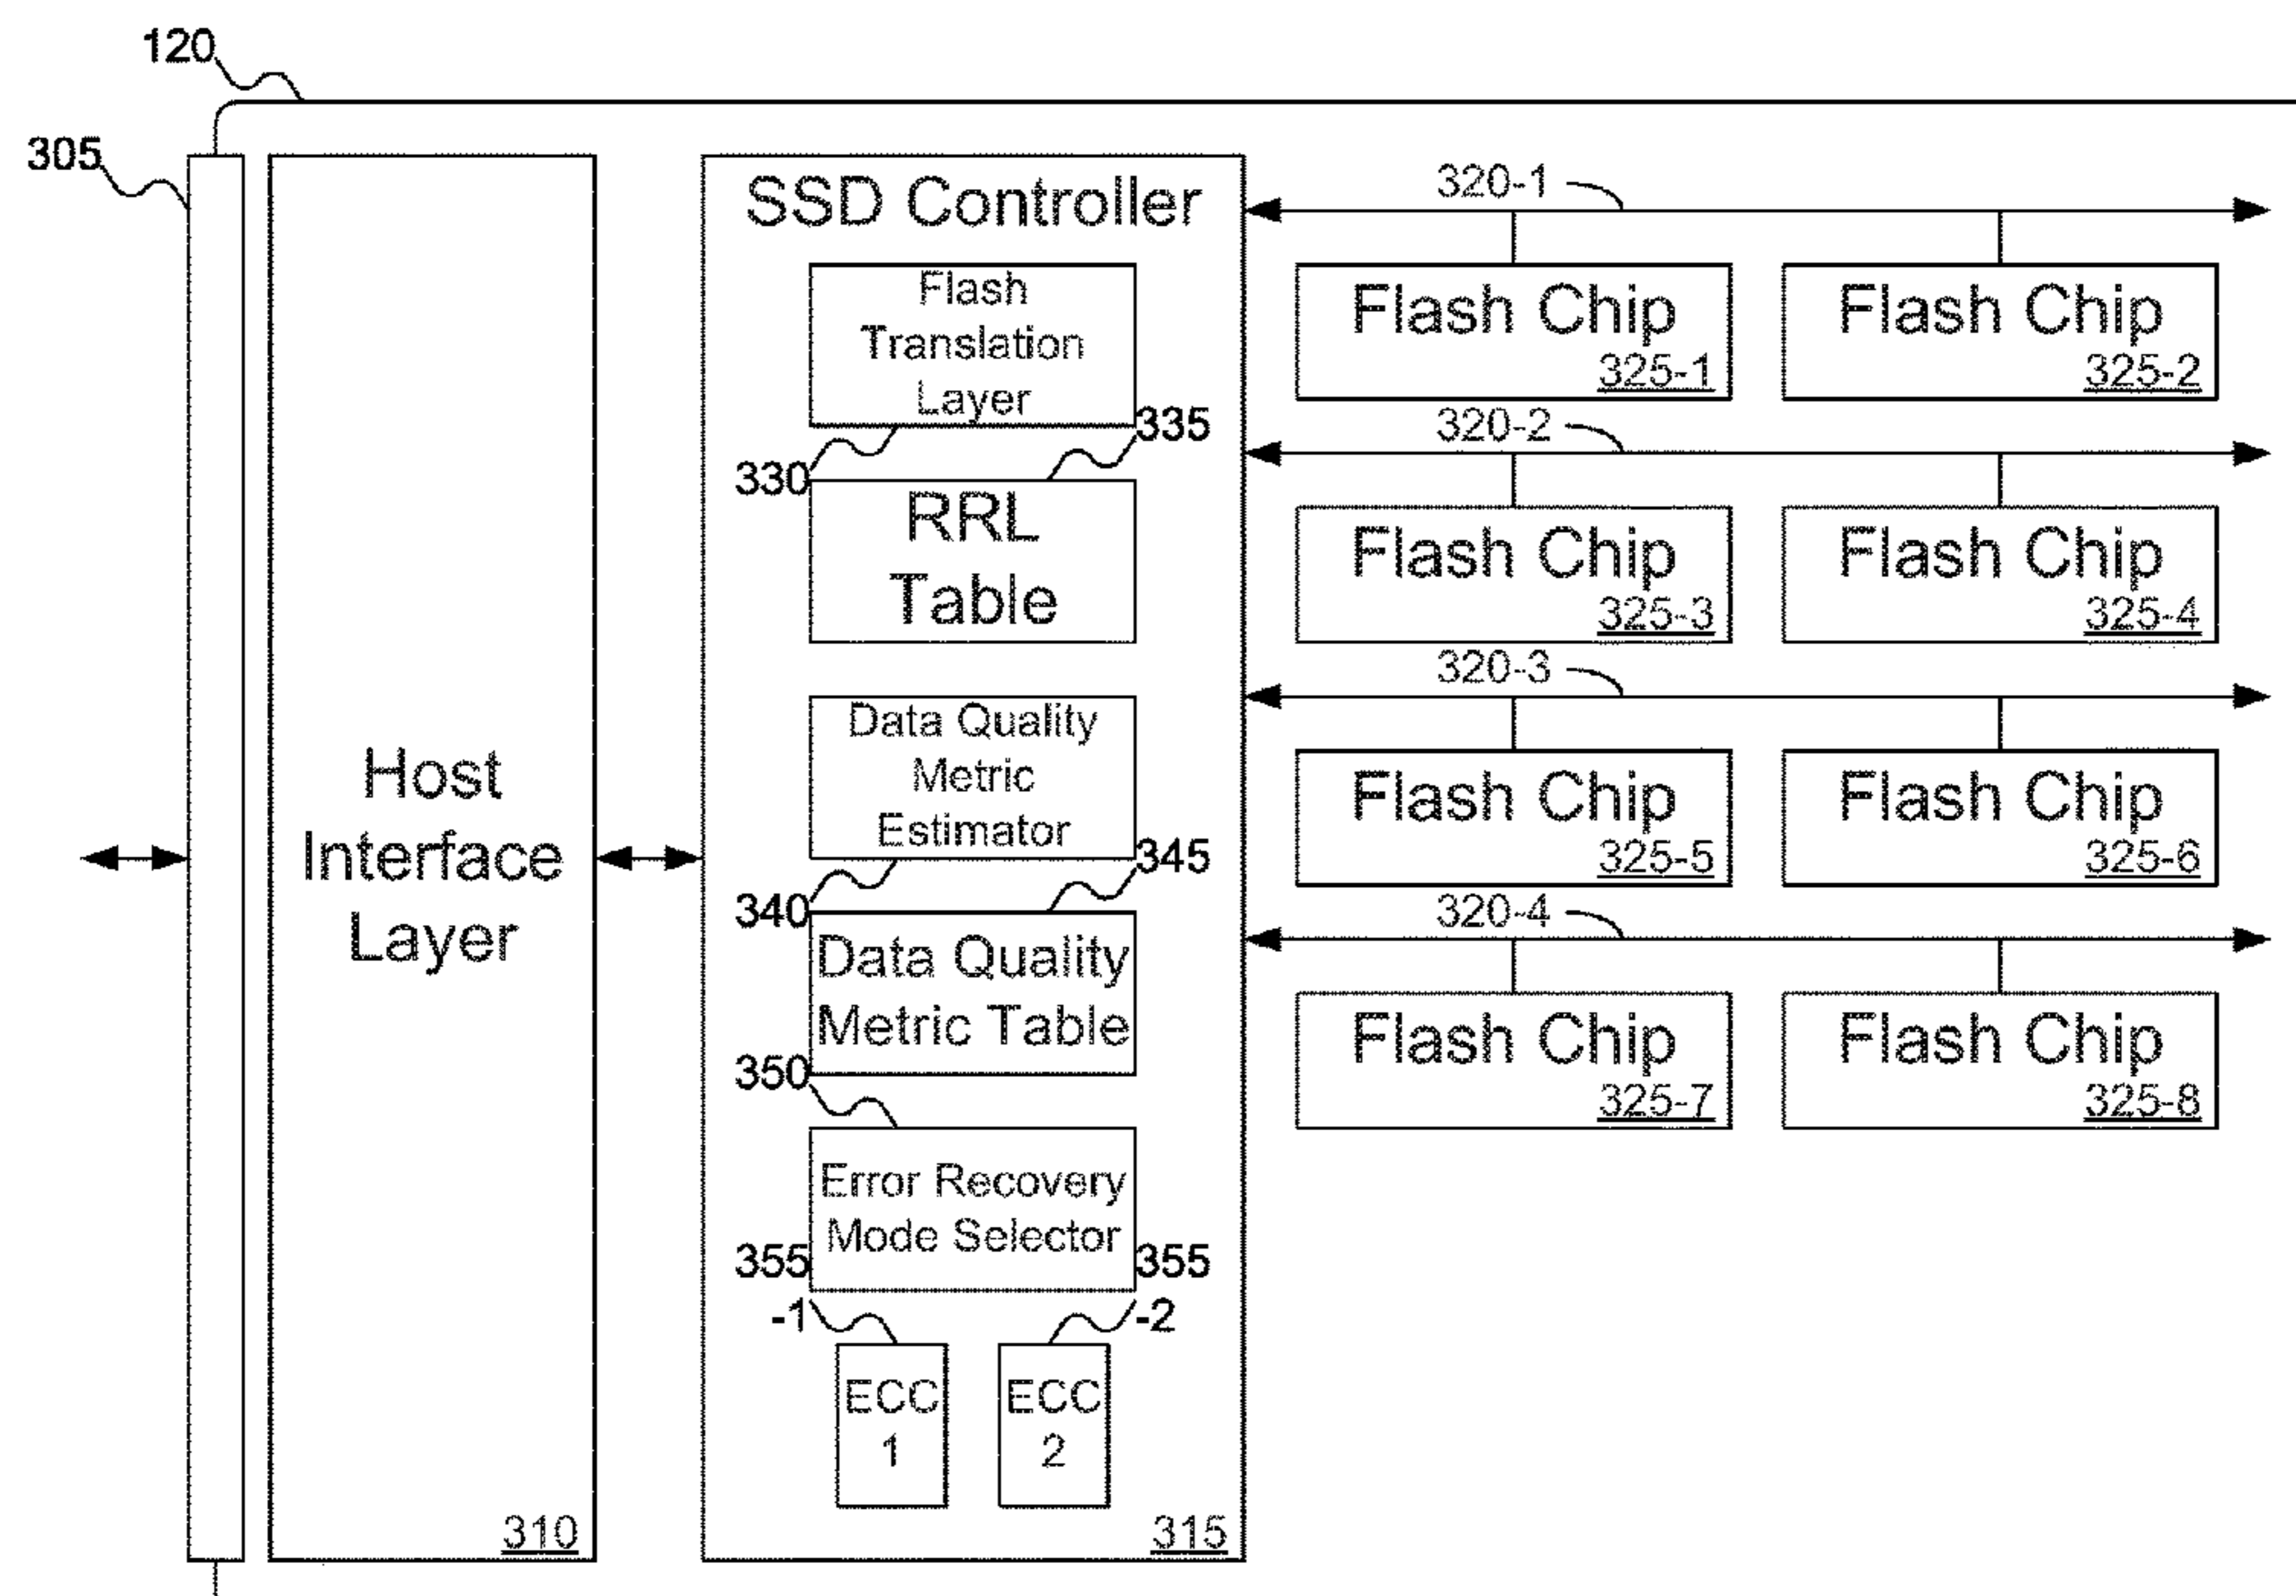 120
305
Host
Interface
Layer
310
SSD Controller
Flash
Translation
Layer
330
335
RRL
Table
Data Quality
Metric
Estimator
340
345
Data Quality
Metric Table
350
Error Recovery
Mode Selector
355
-1
355
-2
ECC
1
ECC
2
315
320-1
Flash Chip
325-1
Flash Chip
325-2
320-2
Flash Chip
325-3
Flash Chip
325-4
320-3
Flash Chip
325-5
Flash Chip
325-6
320-4
Flash Chip
325-7
Flash Chip
325-8